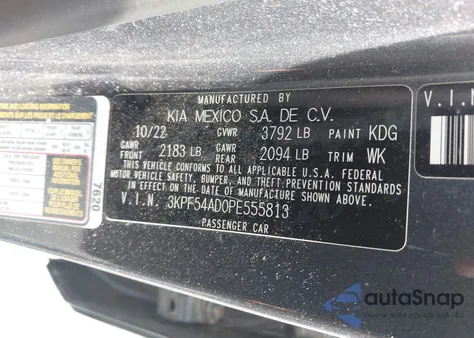 MANUFACTURED BY
KIA MEXICO S.A. DE C.V.
10/22 GVWR 3792 LB PAINT KDG
GAWR FRONT 2183 LB GAWR REAR 2094 LB TRIM WK
THIS VEHICLE CONFORMS TO ALL APPLICABLE U.S.A. FEDERAL
MOTOR VEHICLE SAFETY, BUMPER, AND THEFT PREVENTION STANDARDS
IN EFFECT ON THE DATE OF MANUFACTURE SHOWN ABOVE.
V.I.N. 3KPF54AD0PE555813
PASSENGER CAR
V.I.N
autoSnap